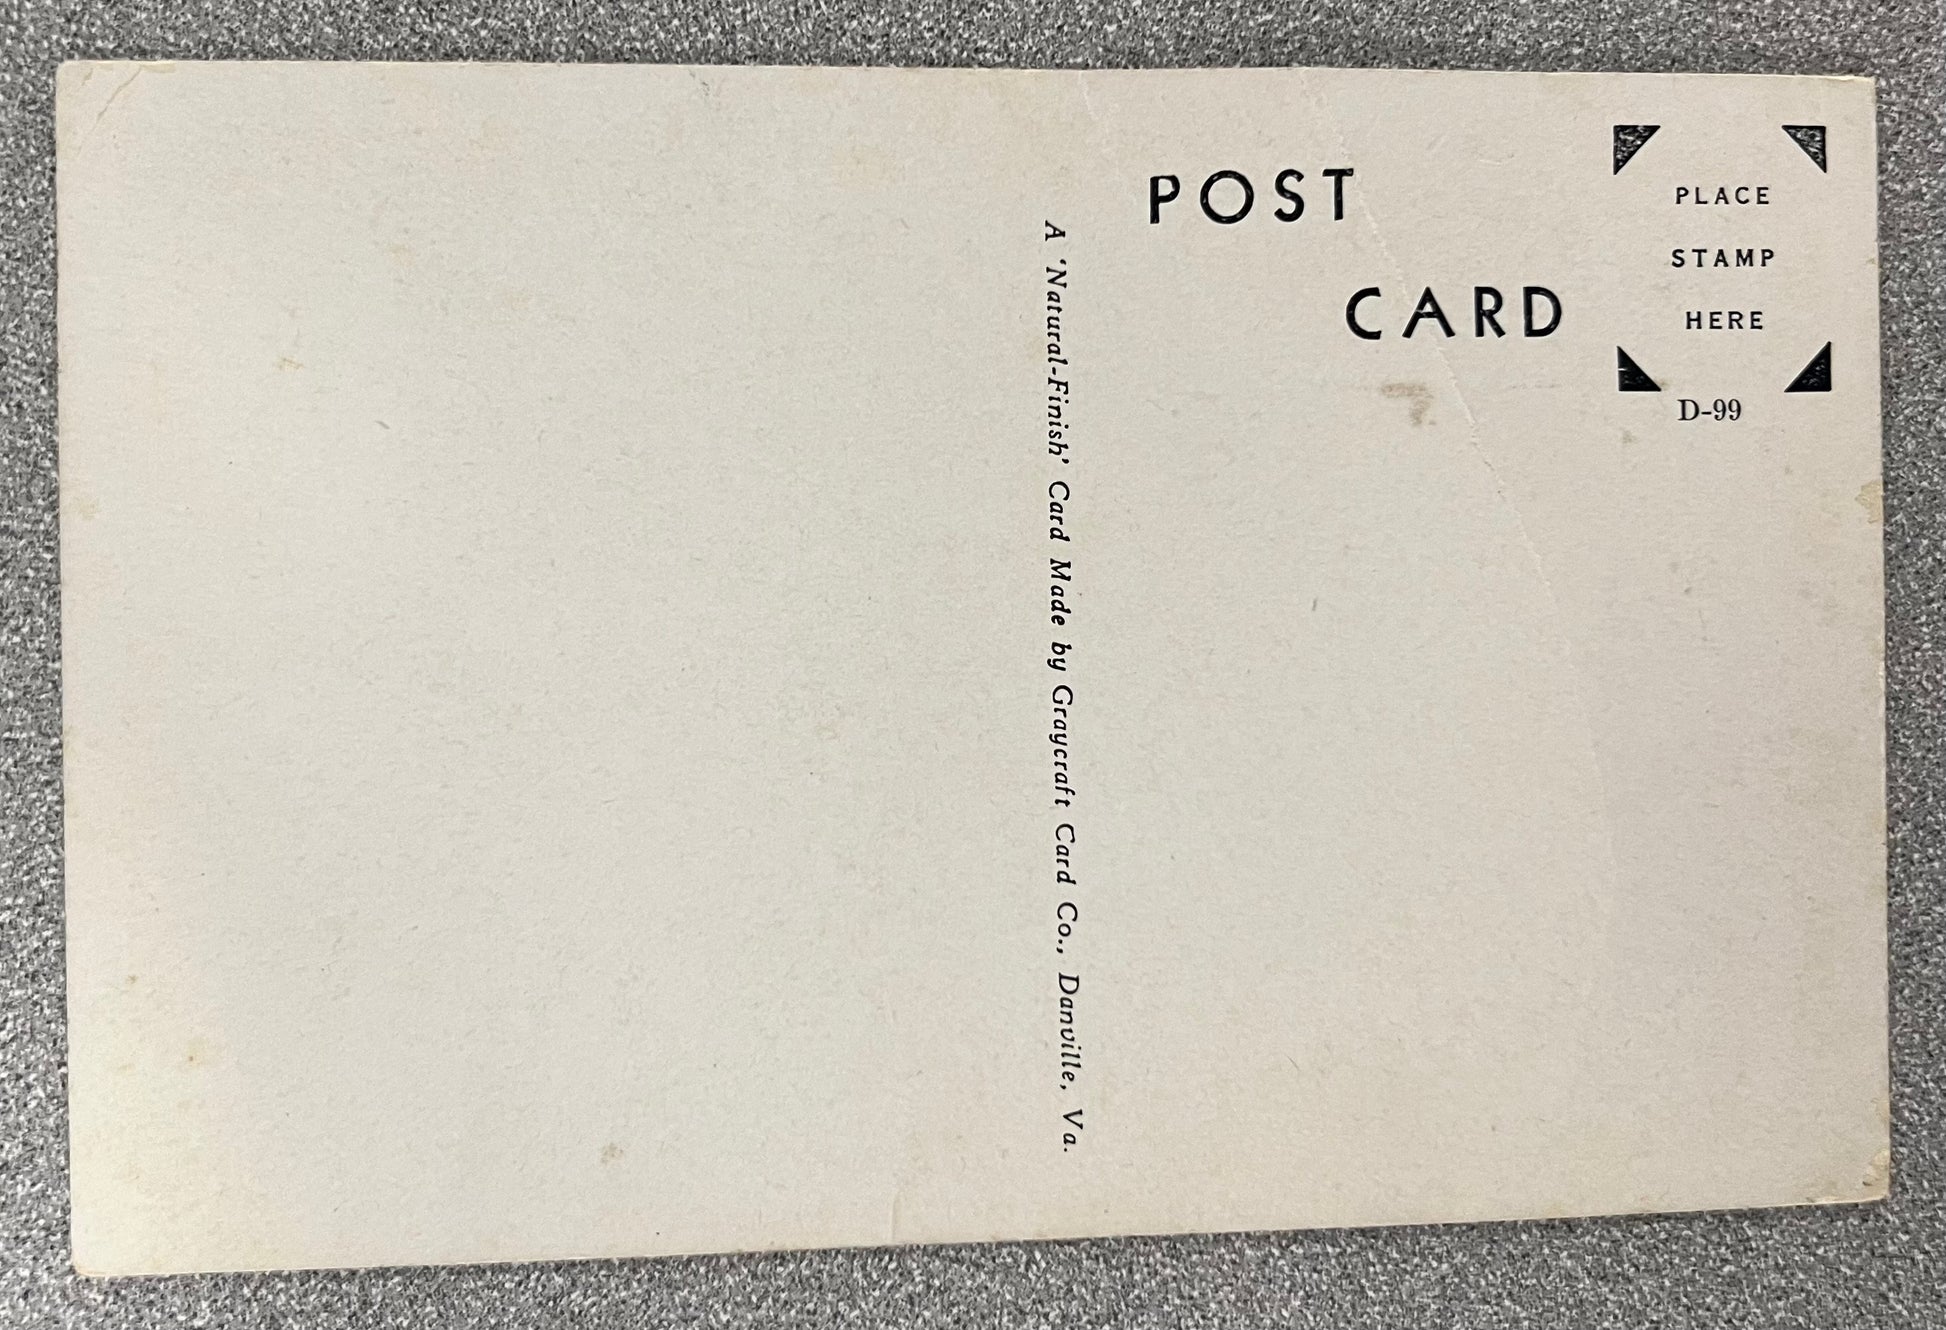 POST
CARD
PLACE
STAMP
HERE
D-99
A 'Natural-Finish' Card Made by Graycraft Card Co., Danville, Va.